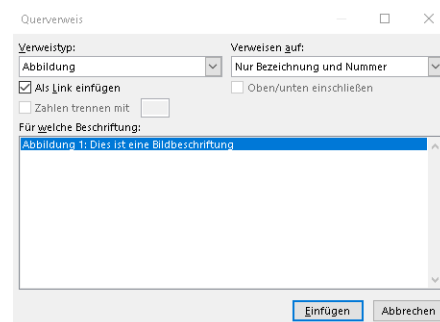 Querverweis
Verweistyp: Verweisen auf:
Abbildung Nur Bezeichnung und Nummer
Als Link einfügen Oben/unten einschließen
Zahlen trennen mit
Für welche Beschriftung:
Abbildung 1: Dies ist eine Bildbeschriftung
Einfügen Abbrechen